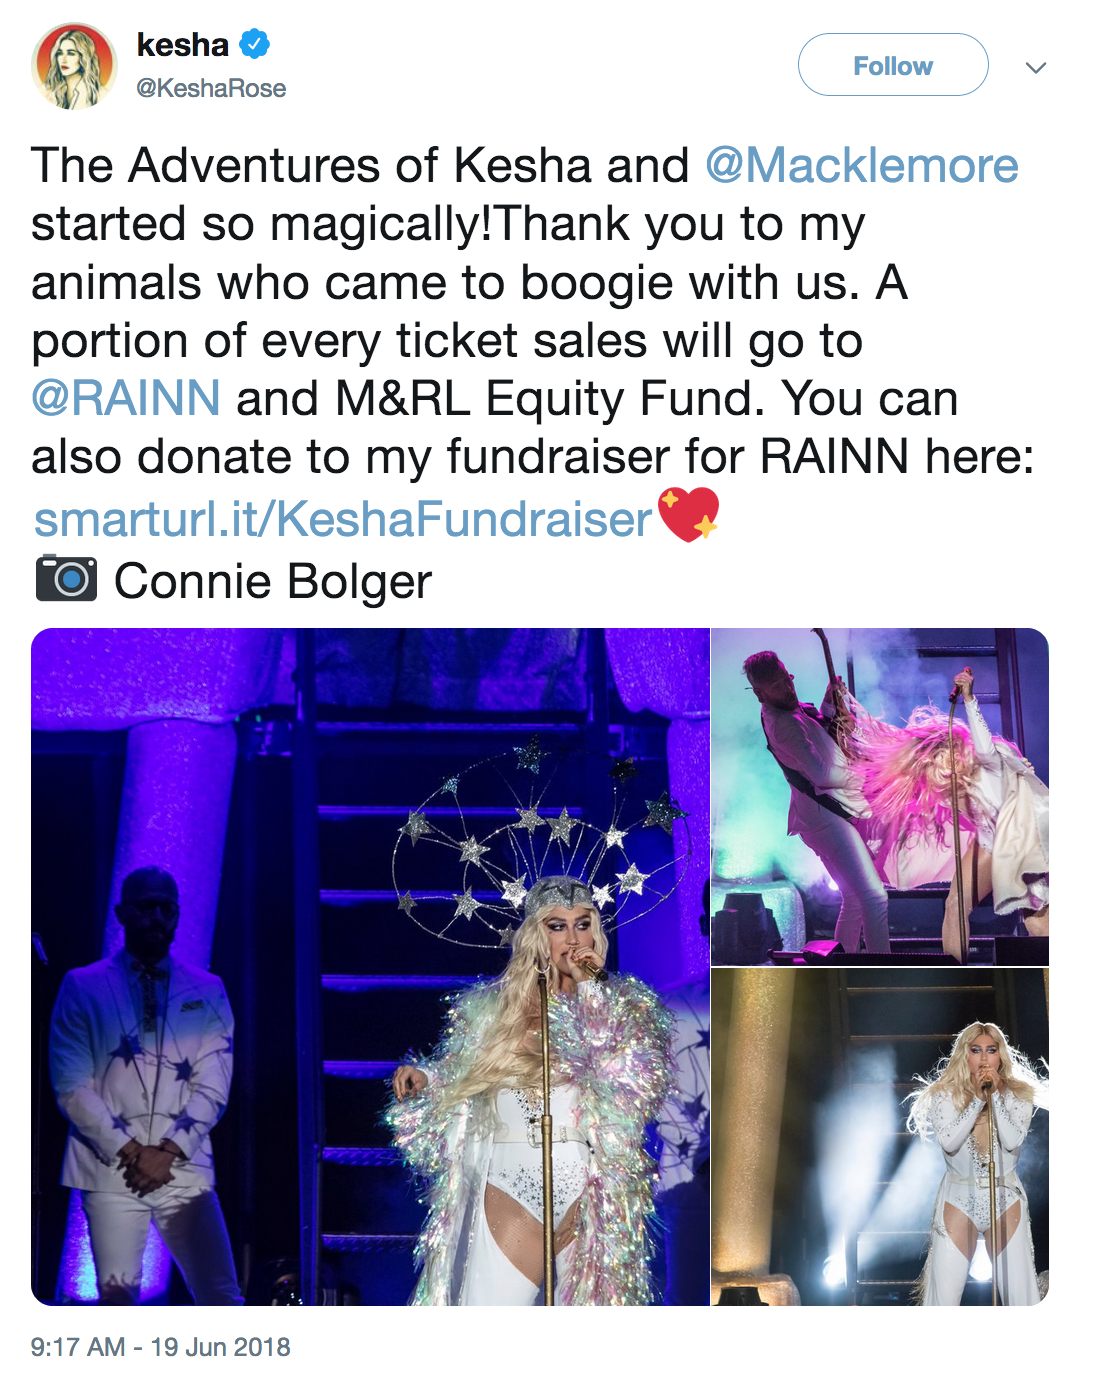 kesha
@KeshaRose
Follow
The Adventures of Kesha and @Macklemore
started so magically!Thank you to my
animals who came to boogie with us. A
portion of every ticket sales will go to
@RAINN and M&RL Equity Fund. You can
also donate to my fundraiser for RAINN here:
smarturl.it/KeshaFundraiser💖
📷 Connie Bolger
9:17 AM - 19 Jun 2018